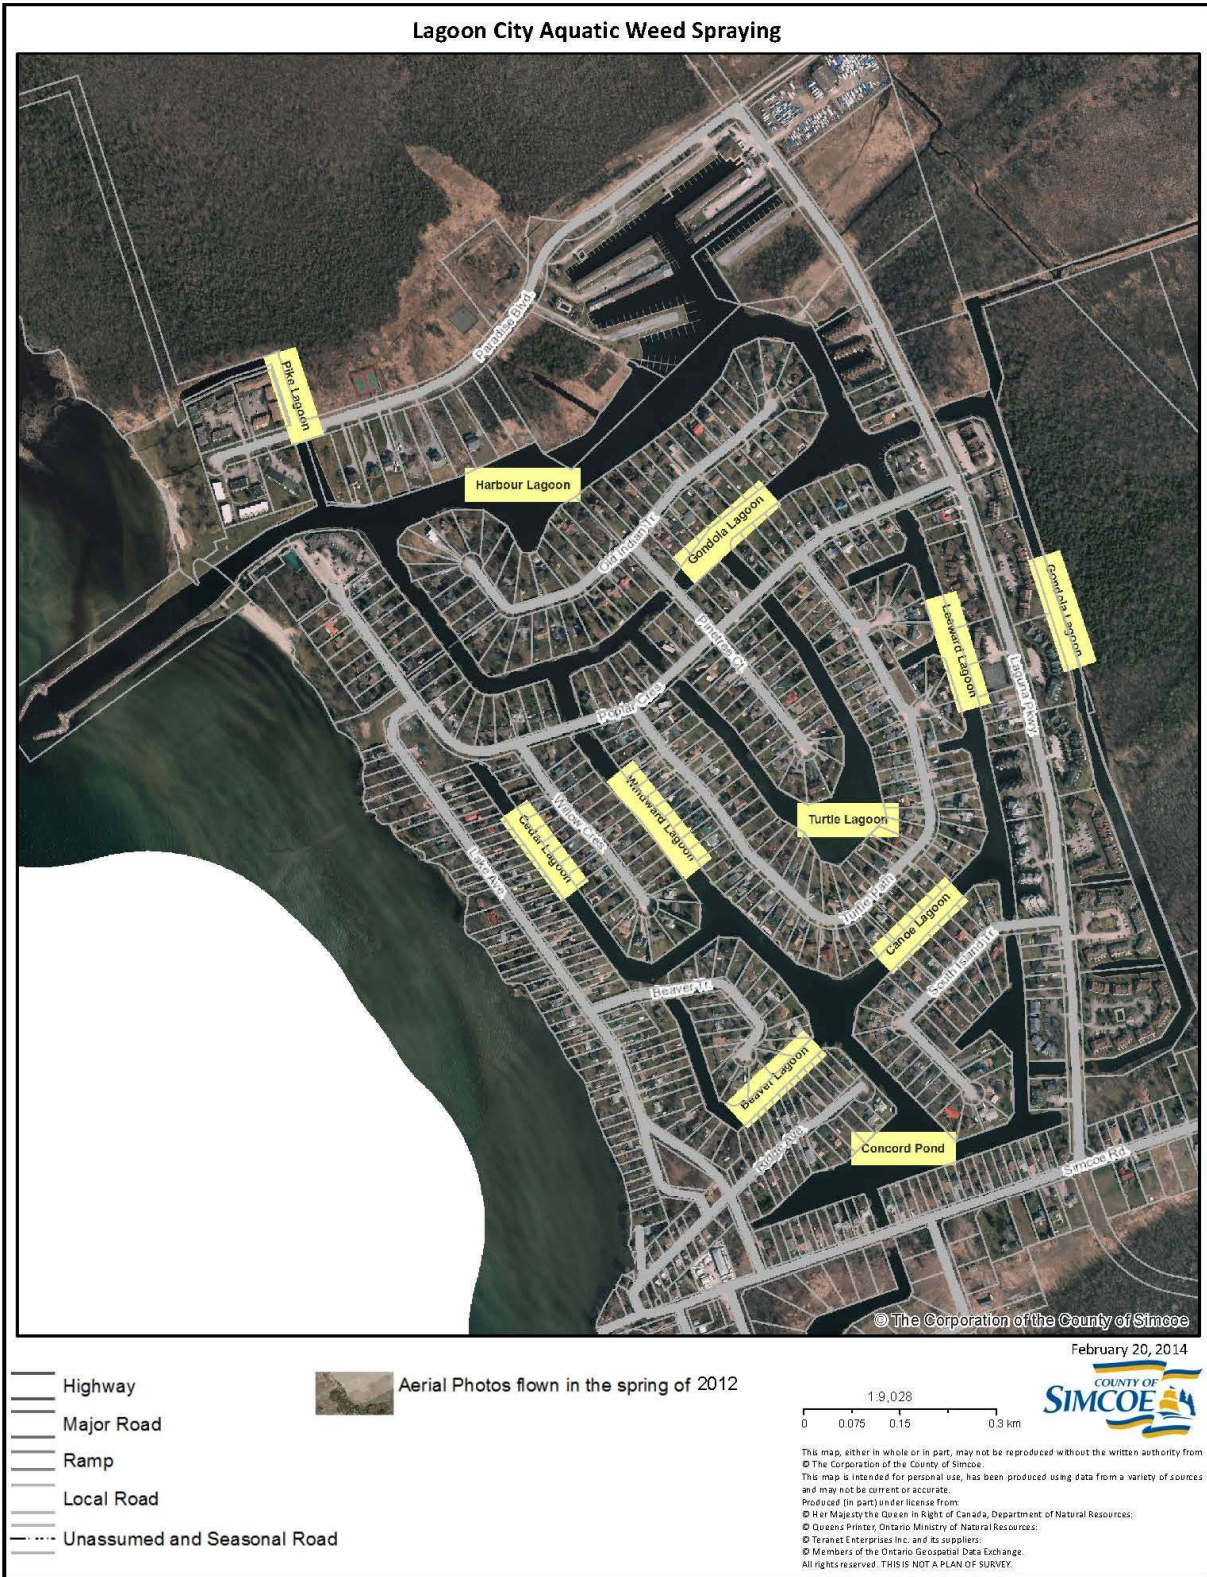 Lagoon City Aquatic Weed Spraying
Paradise Blvd.
Pike Lagoon
Harbour Lagoon
Old Indian Tr.
Gondola Lagoon
Gondola Lagoon
Pinetree Ct.
Leeward Lagoon
Laguna Pkwy.
Poplar Cres.
Windward Lagoon
Willow Cres.
Cedar Lagoon
Turtle Lagoon
Lake Ave.
Turtle Path
Canoe Lagoon
South Island Tr.
Beaver Tr.
Beaver Lagoon
Ridge Ave.
Concord Pond
Simcoe Rd.
© The Corporation of the County of Simcoe
February 20, 2014
COUNTY OF
SIMCOE
Highway
Major Road
Ramp
Local Road
Unassumed and Seasonal Road
Aerial Photos flown in the spring of 2012
1:9,028
0 0.075 0.15 0.3 km
This map, either in whole or in part, may not be reproduced without the written authority from
© The Corporation of the County of Simcoe.
This map is intended for personal use, has been produced using data from a variety of sources
and may not be current or accurate.
Produced (in part) under license from:
© Her Majesty the Queen in Right of Canada, Department of Natural Resources:
© Queens Printer, Ontario Ministry of Natural Resources:
© Teranet Enterprises Inc. and its suppliers:
© Members of the Ontario Geospatial Data Exchange.
All rights reserved. THIS IS NOT A PLAN OF SURVEY.